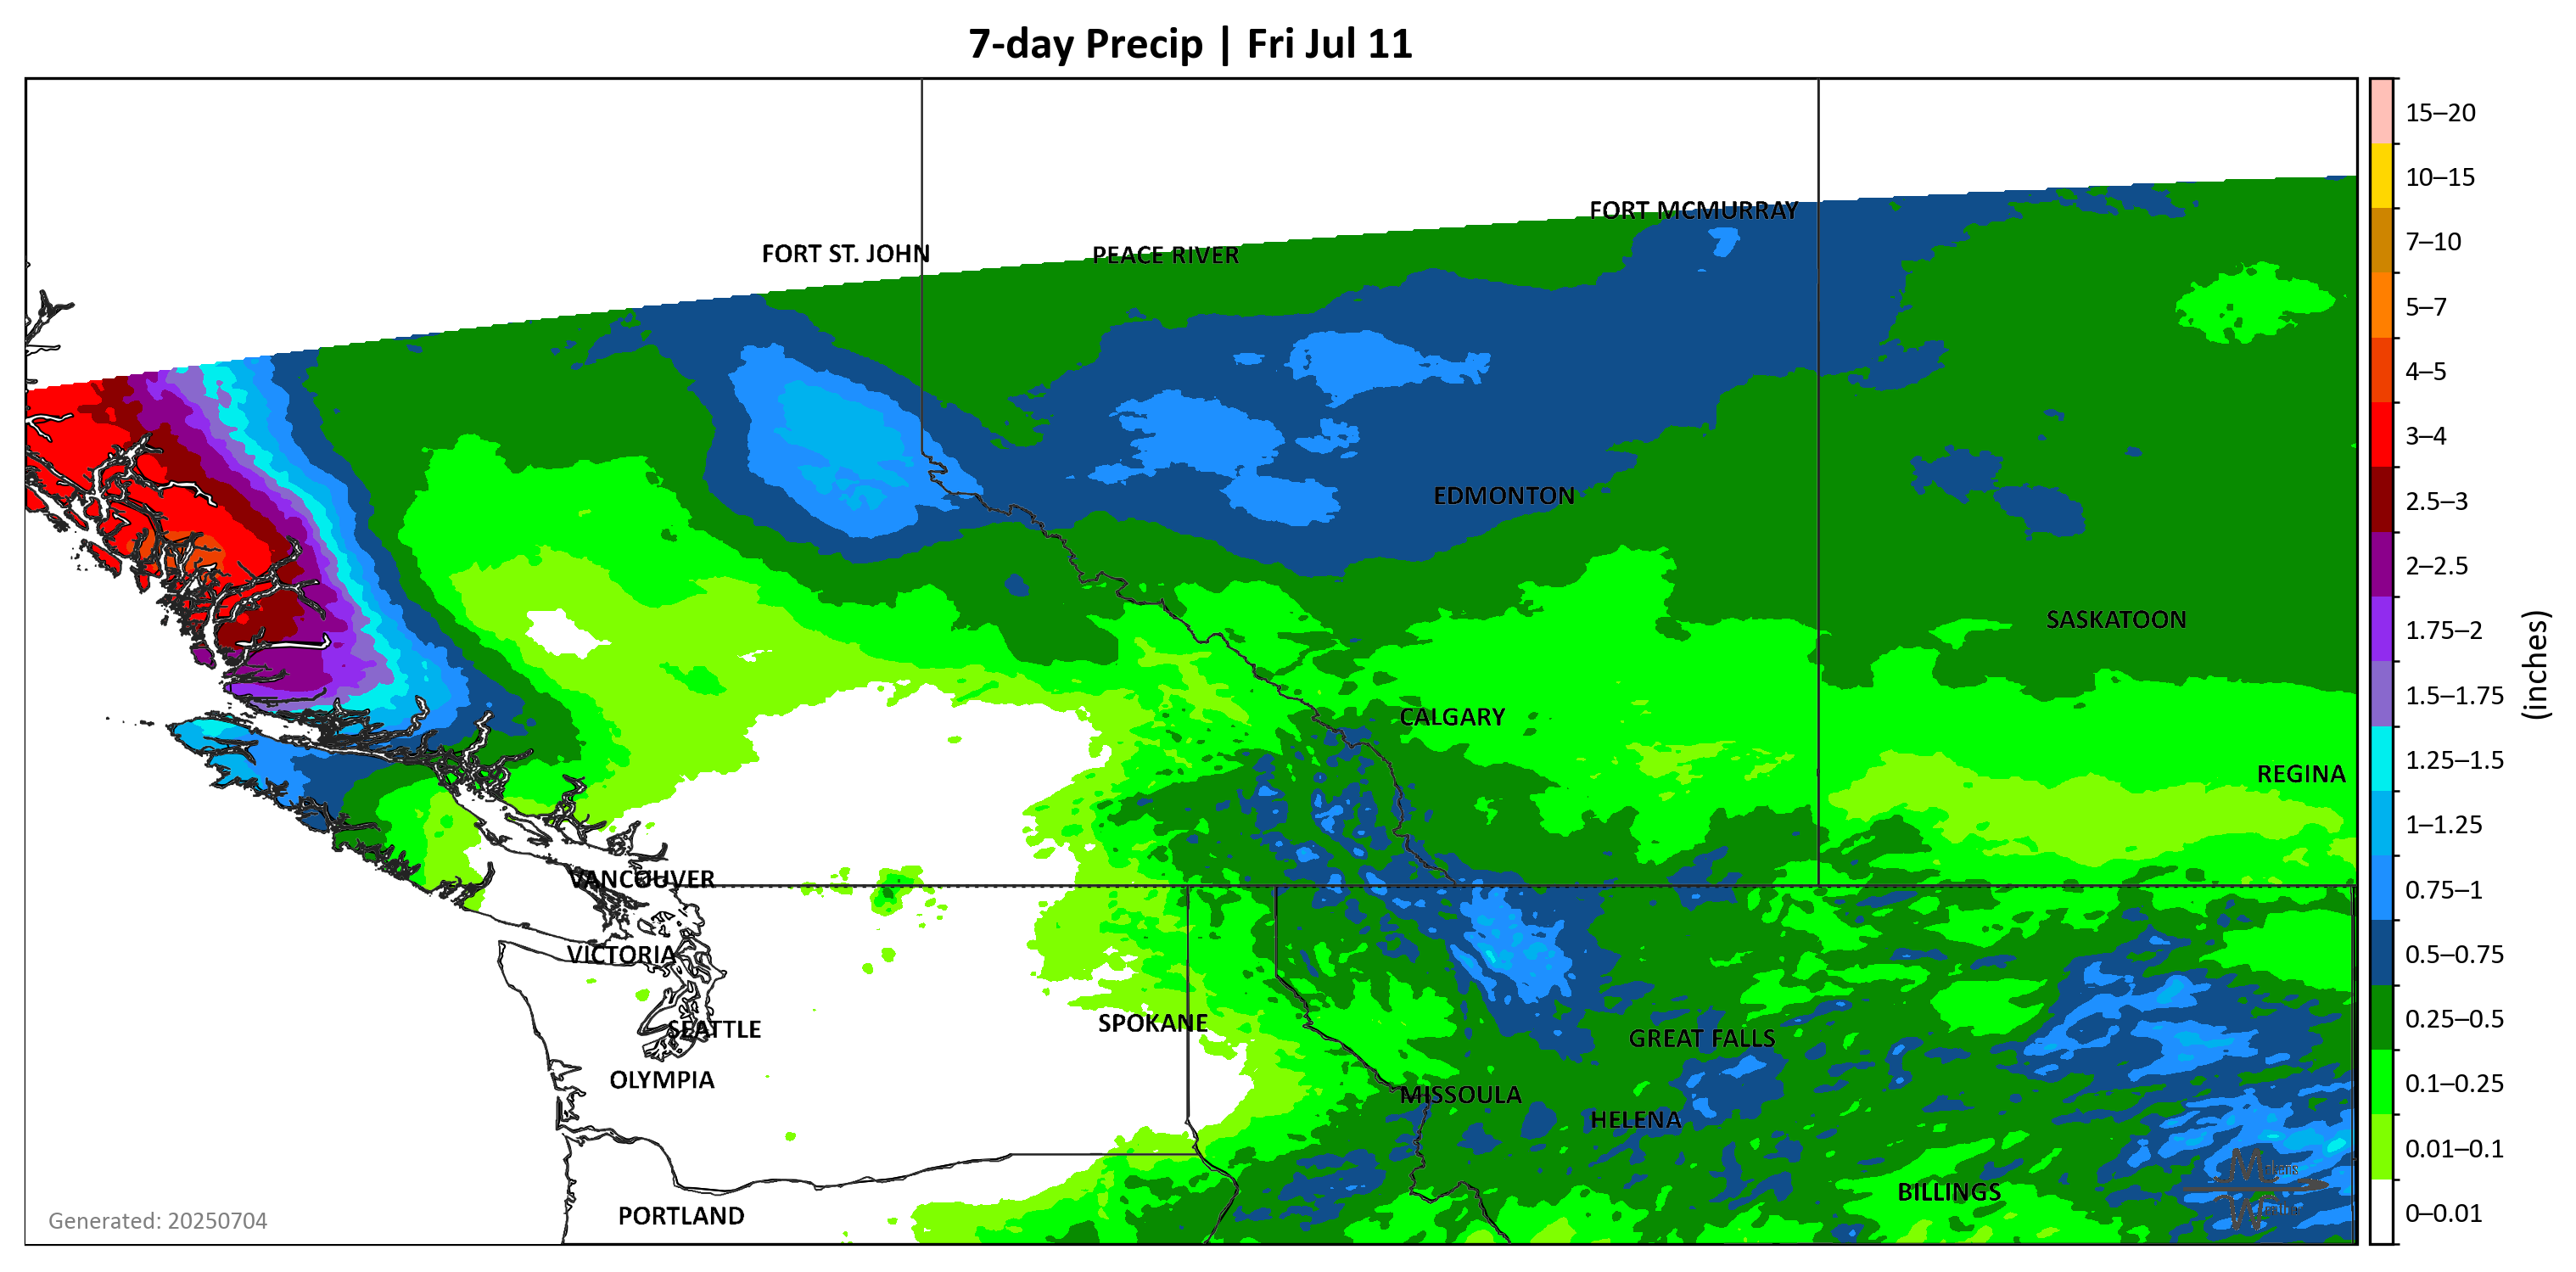 7-day Precip | Fri Jul 11
15–20
10–15
7–10
5–7
4–5
3–4
2.5–3
2–2.5
1.75–2
1.5–1.75
1.25–1.5
1–1.25
0.75–1
0.5–0.75
0.25–0.5
0.1–0.25
0.01–0.1
0–0.01
(inches)
FORT MCMURRAY
FORT ST. JOHN
PEACE RIVER
EDMONTON
SASKATOON
CALGARY
REGINA
VANCOUVER
VICTORIA
SPOKANE
SEATTLE
GREAT FALLS
OLYMPIA
MISSOULA
HELENA
BILLINGS
PORTLAND
Generated: 20250704